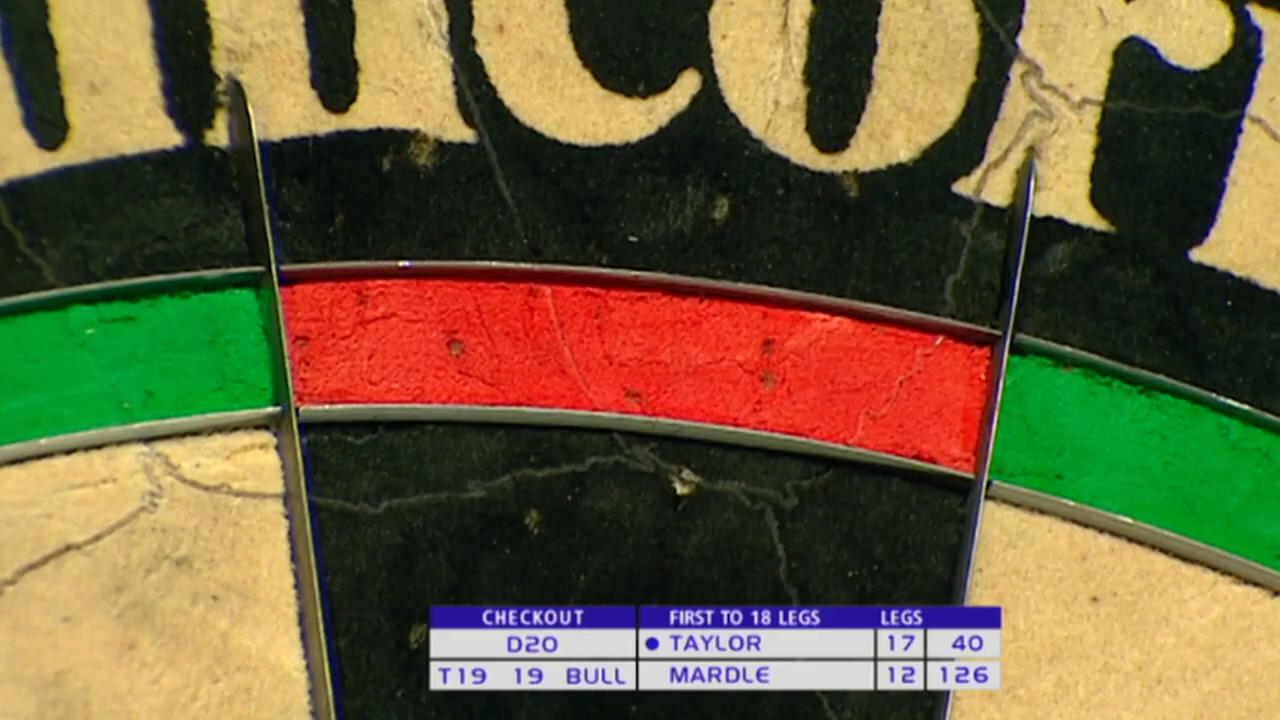 CHECKOUT FIRST TO 18 LEGS LEGS
D20 TAYLOR 17 40
T19 19 BULL MARDLE 12 126